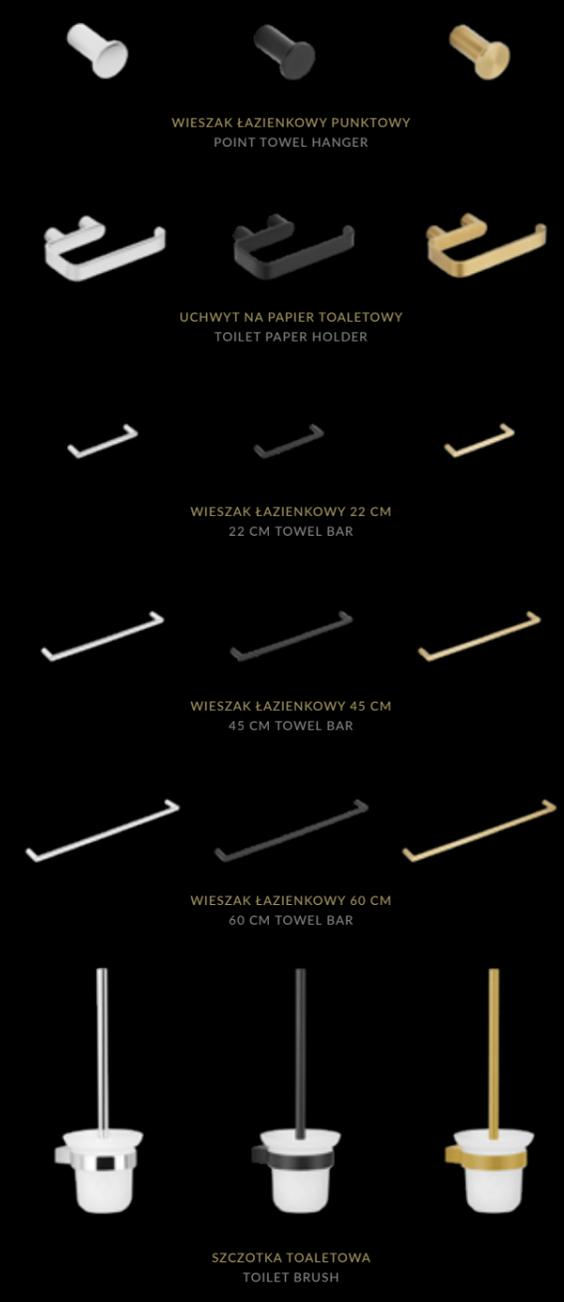 WIESZAK ŁAZIENKOWY PUNKTOWY
POINT TOWEL HANGER
UCHWYT NA PAPIER TOALETOWY
TOILET PAPER HOLDER
WIESZAK ŁAZIENKOWY 22 CM
22 CM TOWEL BAR
WIESZAK ŁAZIENKOWY 45 CM
45 CM TOWEL BAR
WIESZAK ŁAZIENKOWY 60 CM
60 CM TOWEL BAR
SZCZOTKA TOALETOWA
TOILET BRUSH